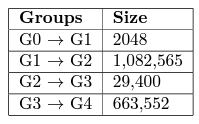 Groups Size
G0 → G1 2048
G1 → G2 1,082,565
G2 → G3 29,400
G3 → G4 663,552